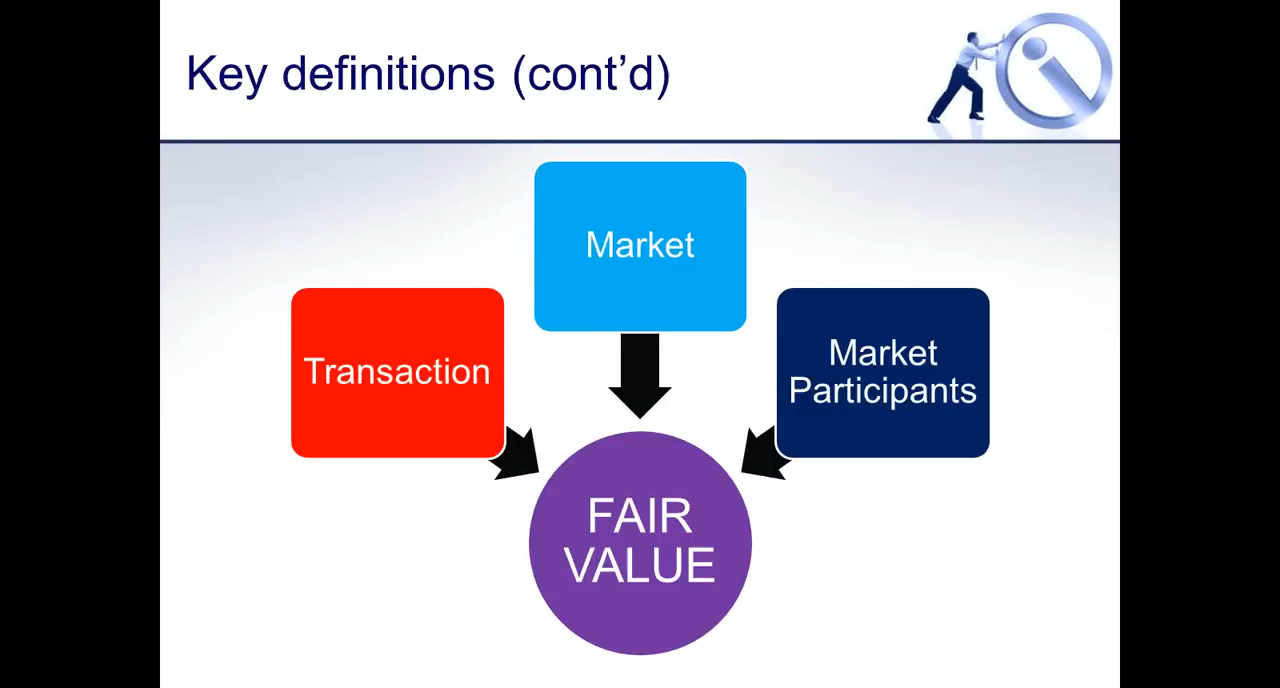 Key definitions (cont’d)
Market
Transaction
Market
Participants
FAIR
VALUE